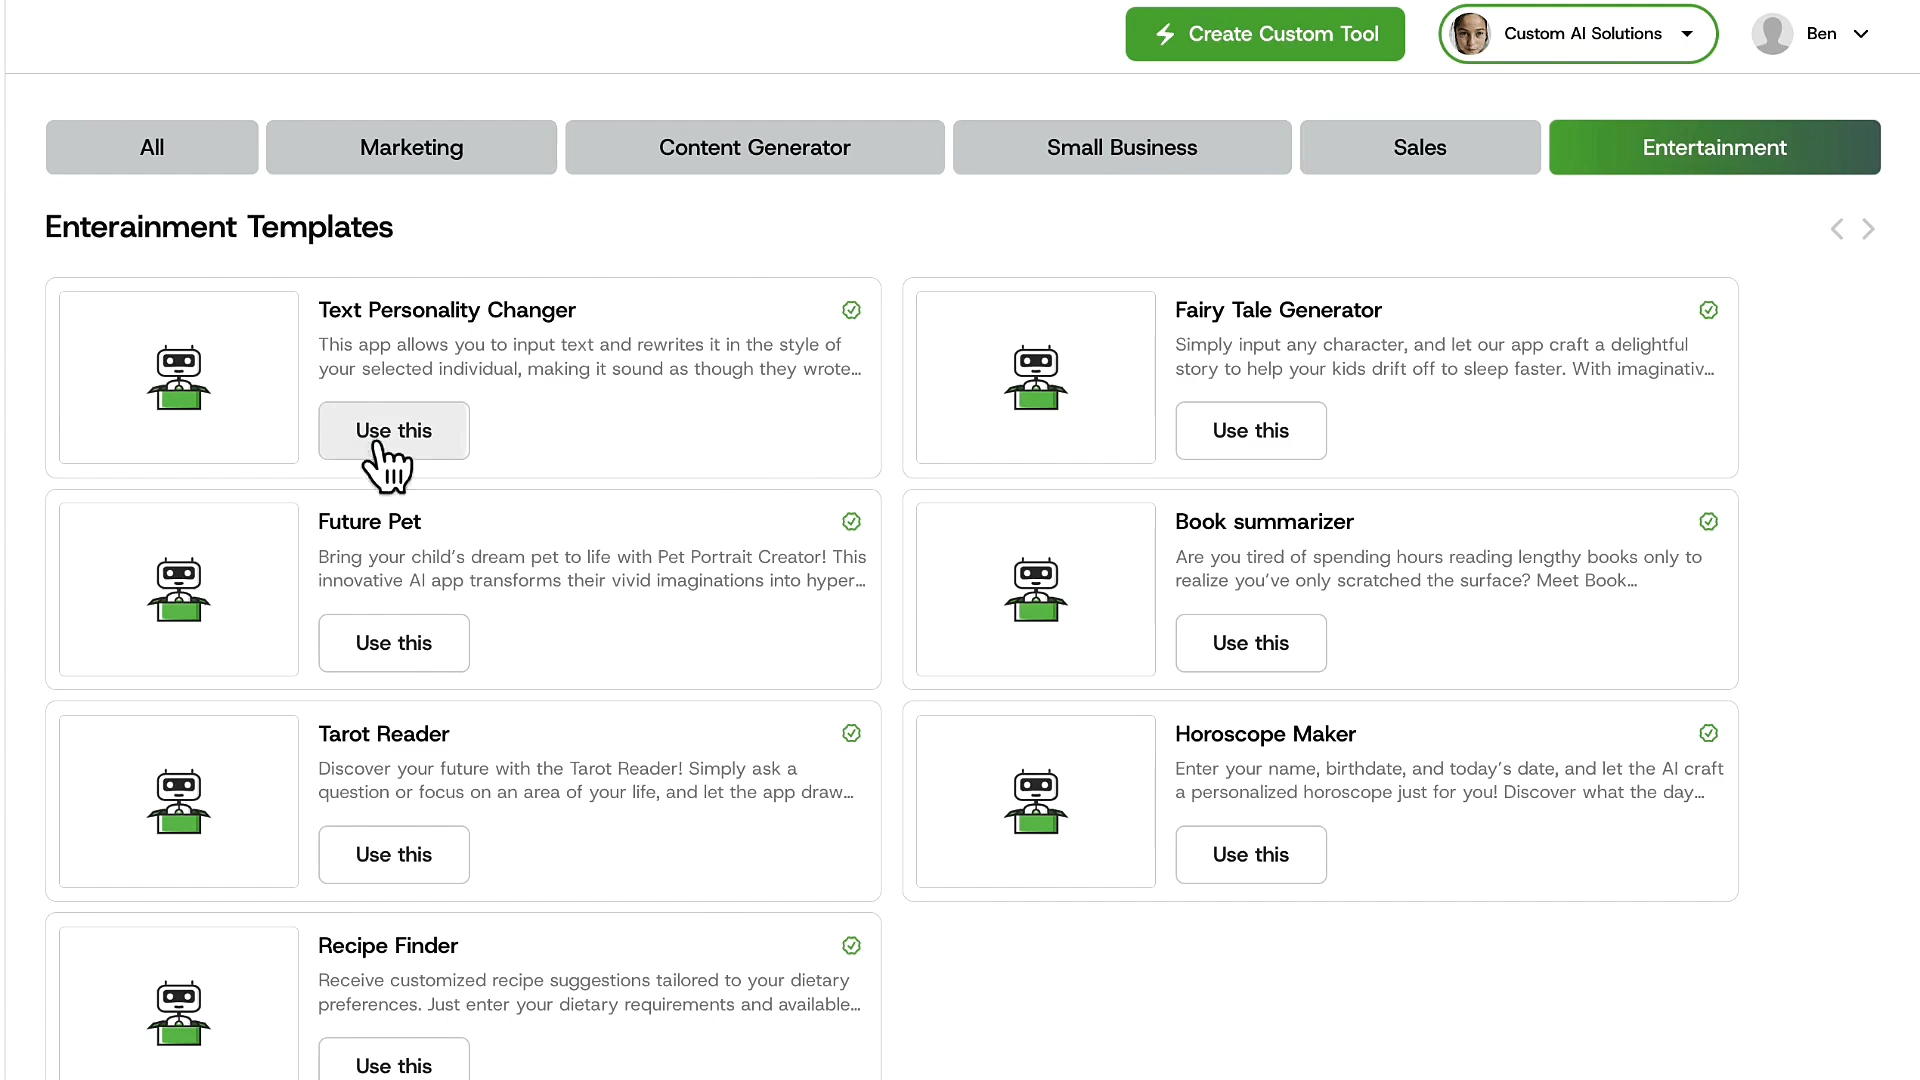 Create Custom Tool
Custom AI Solutions
Ben
All
Marketing
Content Generator
Small Business
Sales
Entertainment
Enterainment Templates
Text Personality Changer
This app allows you to input text and rewrites it in the style of
your selected individual, making it sound as though they wrote...
Use this
Fairy Tale Generator
Simply input any character, and let our app craft a delightful
story to help your kids drift off to sleep faster. With imaginativ...
Use this
Future Pet
Bring your child's dream pet to life with Pet Portrait Creator! This
innovative AI app transforms their vivid imaginations into hyper...
Use this
Book summarizer
Are you tired of spending hours reading lengthy books only to
realize you've only scratched the surface? Meet Book...
Use this
Tarot Reader
Discover your future with the Tarot Reader! Simply ask a
question or focus on an area of your life, and let the app draw...
Use this
Horoscope Maker
Enter your name, birthdate, and today's date, and let the AI craft
a personalized horoscope just for you! Discover what the day...
Use this
Recipe Finder
Receive customized recipe suggestions tailored to your dietary
preferences. Just enter your dietary requirements and available...
Use this